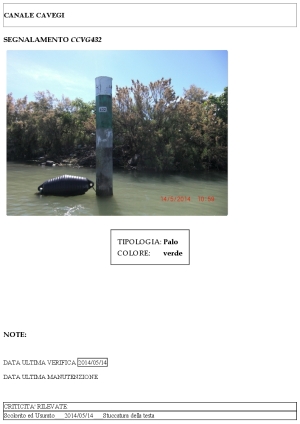 CANALE CAVEGI
SEGNALAMENTO CCVG432
14/5/2014 10:56
TIPOLOGIA: Palo
COLORE: verde
NOTE:
DATA ULTIMA VERIFICA 2014/05/14
DATA ULTIMA MANUTENZIONE
CRITICITA' RILEVATE
Scolorito ed Usurato 2014/05/14 Stuccatura della testa